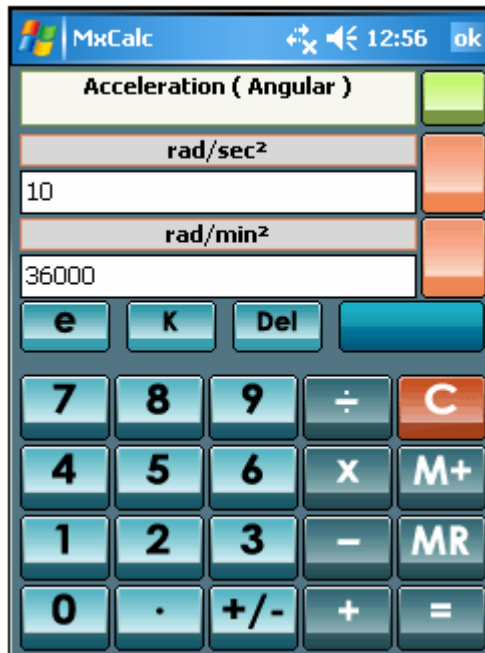 MxCalc 12:56 ok
Acceleration ( Angular )
rad/sec²
10
rad/min²
36000
e K Del
7 8 9 ÷ C
4 5 6 x M+
1 2 3 − MR
0 · +/- + =